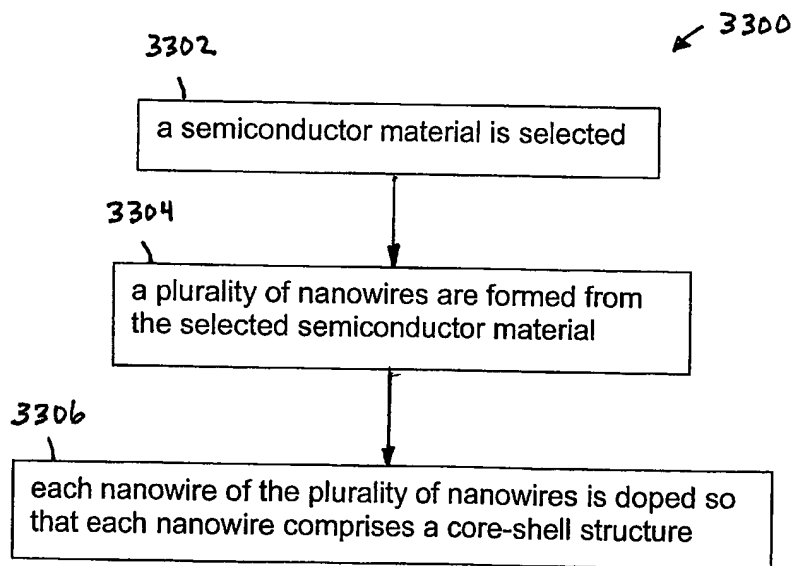 3300
3302
a semiconductor material is selected
3304
a plurality of nanowires are formed from
the selected semiconductor material
3306
each nanowire of the plurality of nanowires is doped so
that each nanowire comprises a core-shell structure